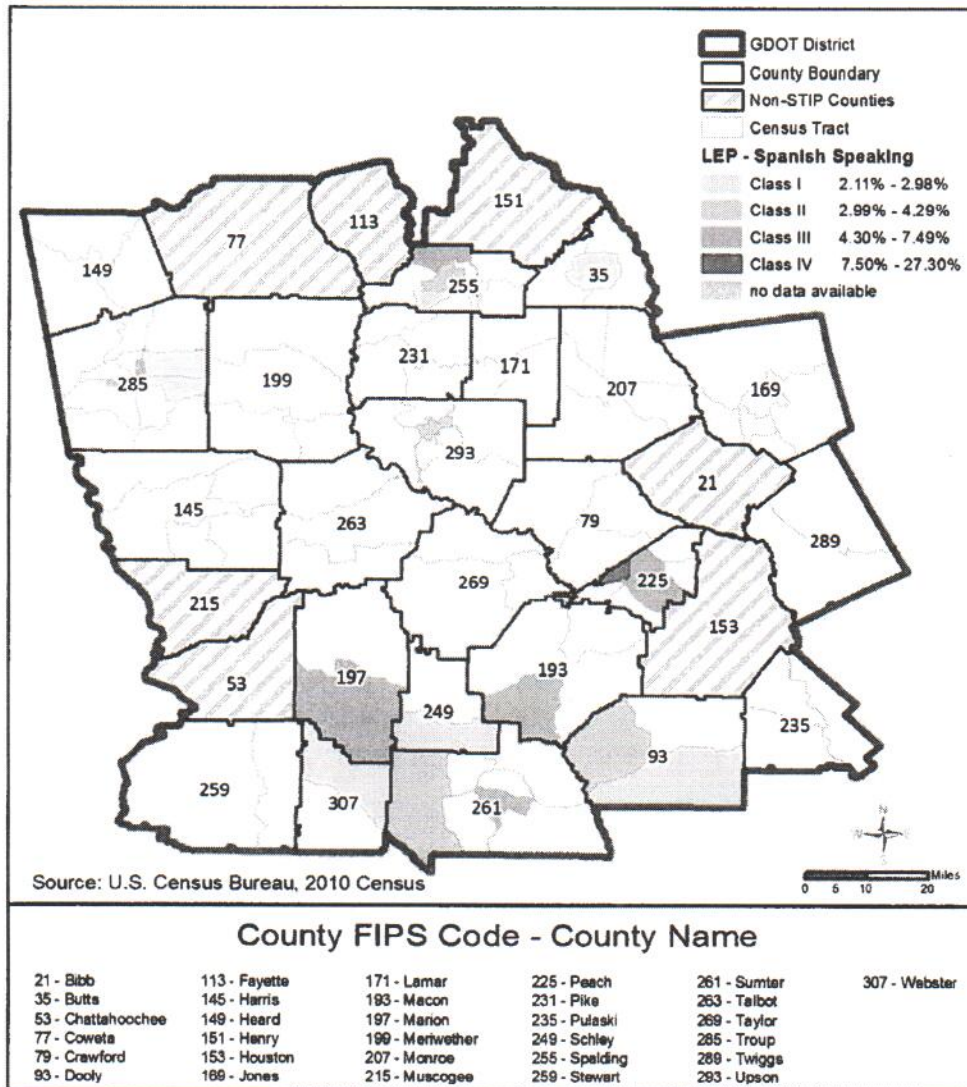 GDOT District
County Boundary
Non-STIP Counties
Census Tract
LEP - Spanish Speaking
Class I 2.11% - 2.98%
Class II 2.99% - 4.29%
Class III 4.30% - 7.49%
Class IV 7.50% - 27.30%
no data available
151
113
77
149
255
35
231
171
285
199
207
169
293
21
145
263
79
289
269
225
215
153
197
193
53
249
235
93
259
307
261
N
W E
S
Miles
0 5 10 20
Source: U.S. Census Bureau, 2010 Census
County FIPS Code - County Name
21 - Bibb 113 - Fayette 171 - Lamar 225 - Peach 261 - Sumter 307 - Webster
35 - Butts 145 - Harris 193 - Macon 231 - Pike 263 - Talbot
53 - Chattahoochee 149 - Heard 197 - Marion 235 - Pulaski 269 - Taylor
77 - Coweta 151 - Henry 199 - Meriwether 249 - Schley 285 - Troup
79 - Crawford 153 - Houston 207 - Monroe 255 - Spalding 289 - Twiggs
93 - Dooly 169 - Jones 215 - Muscogee 259 - Stewart 293 - Upson